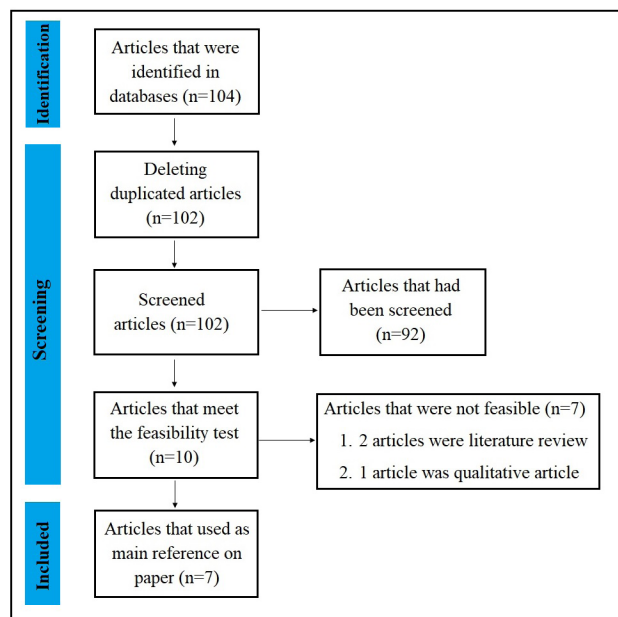 Identification
Articles that were
identified in
databases (n=104)
Screening
Deleting
duplicated articles
(n=102)
Screened
articles (n=102)
Articles that had
been screened
(n=92)
Articles that meet
the feasibility test
(n=10)
Articles that were not feasible (n=7)
1. 2 articles were literature review
2. 1 article was qualitative article
Included
Articles that used as
main reference on
paper (n=7)